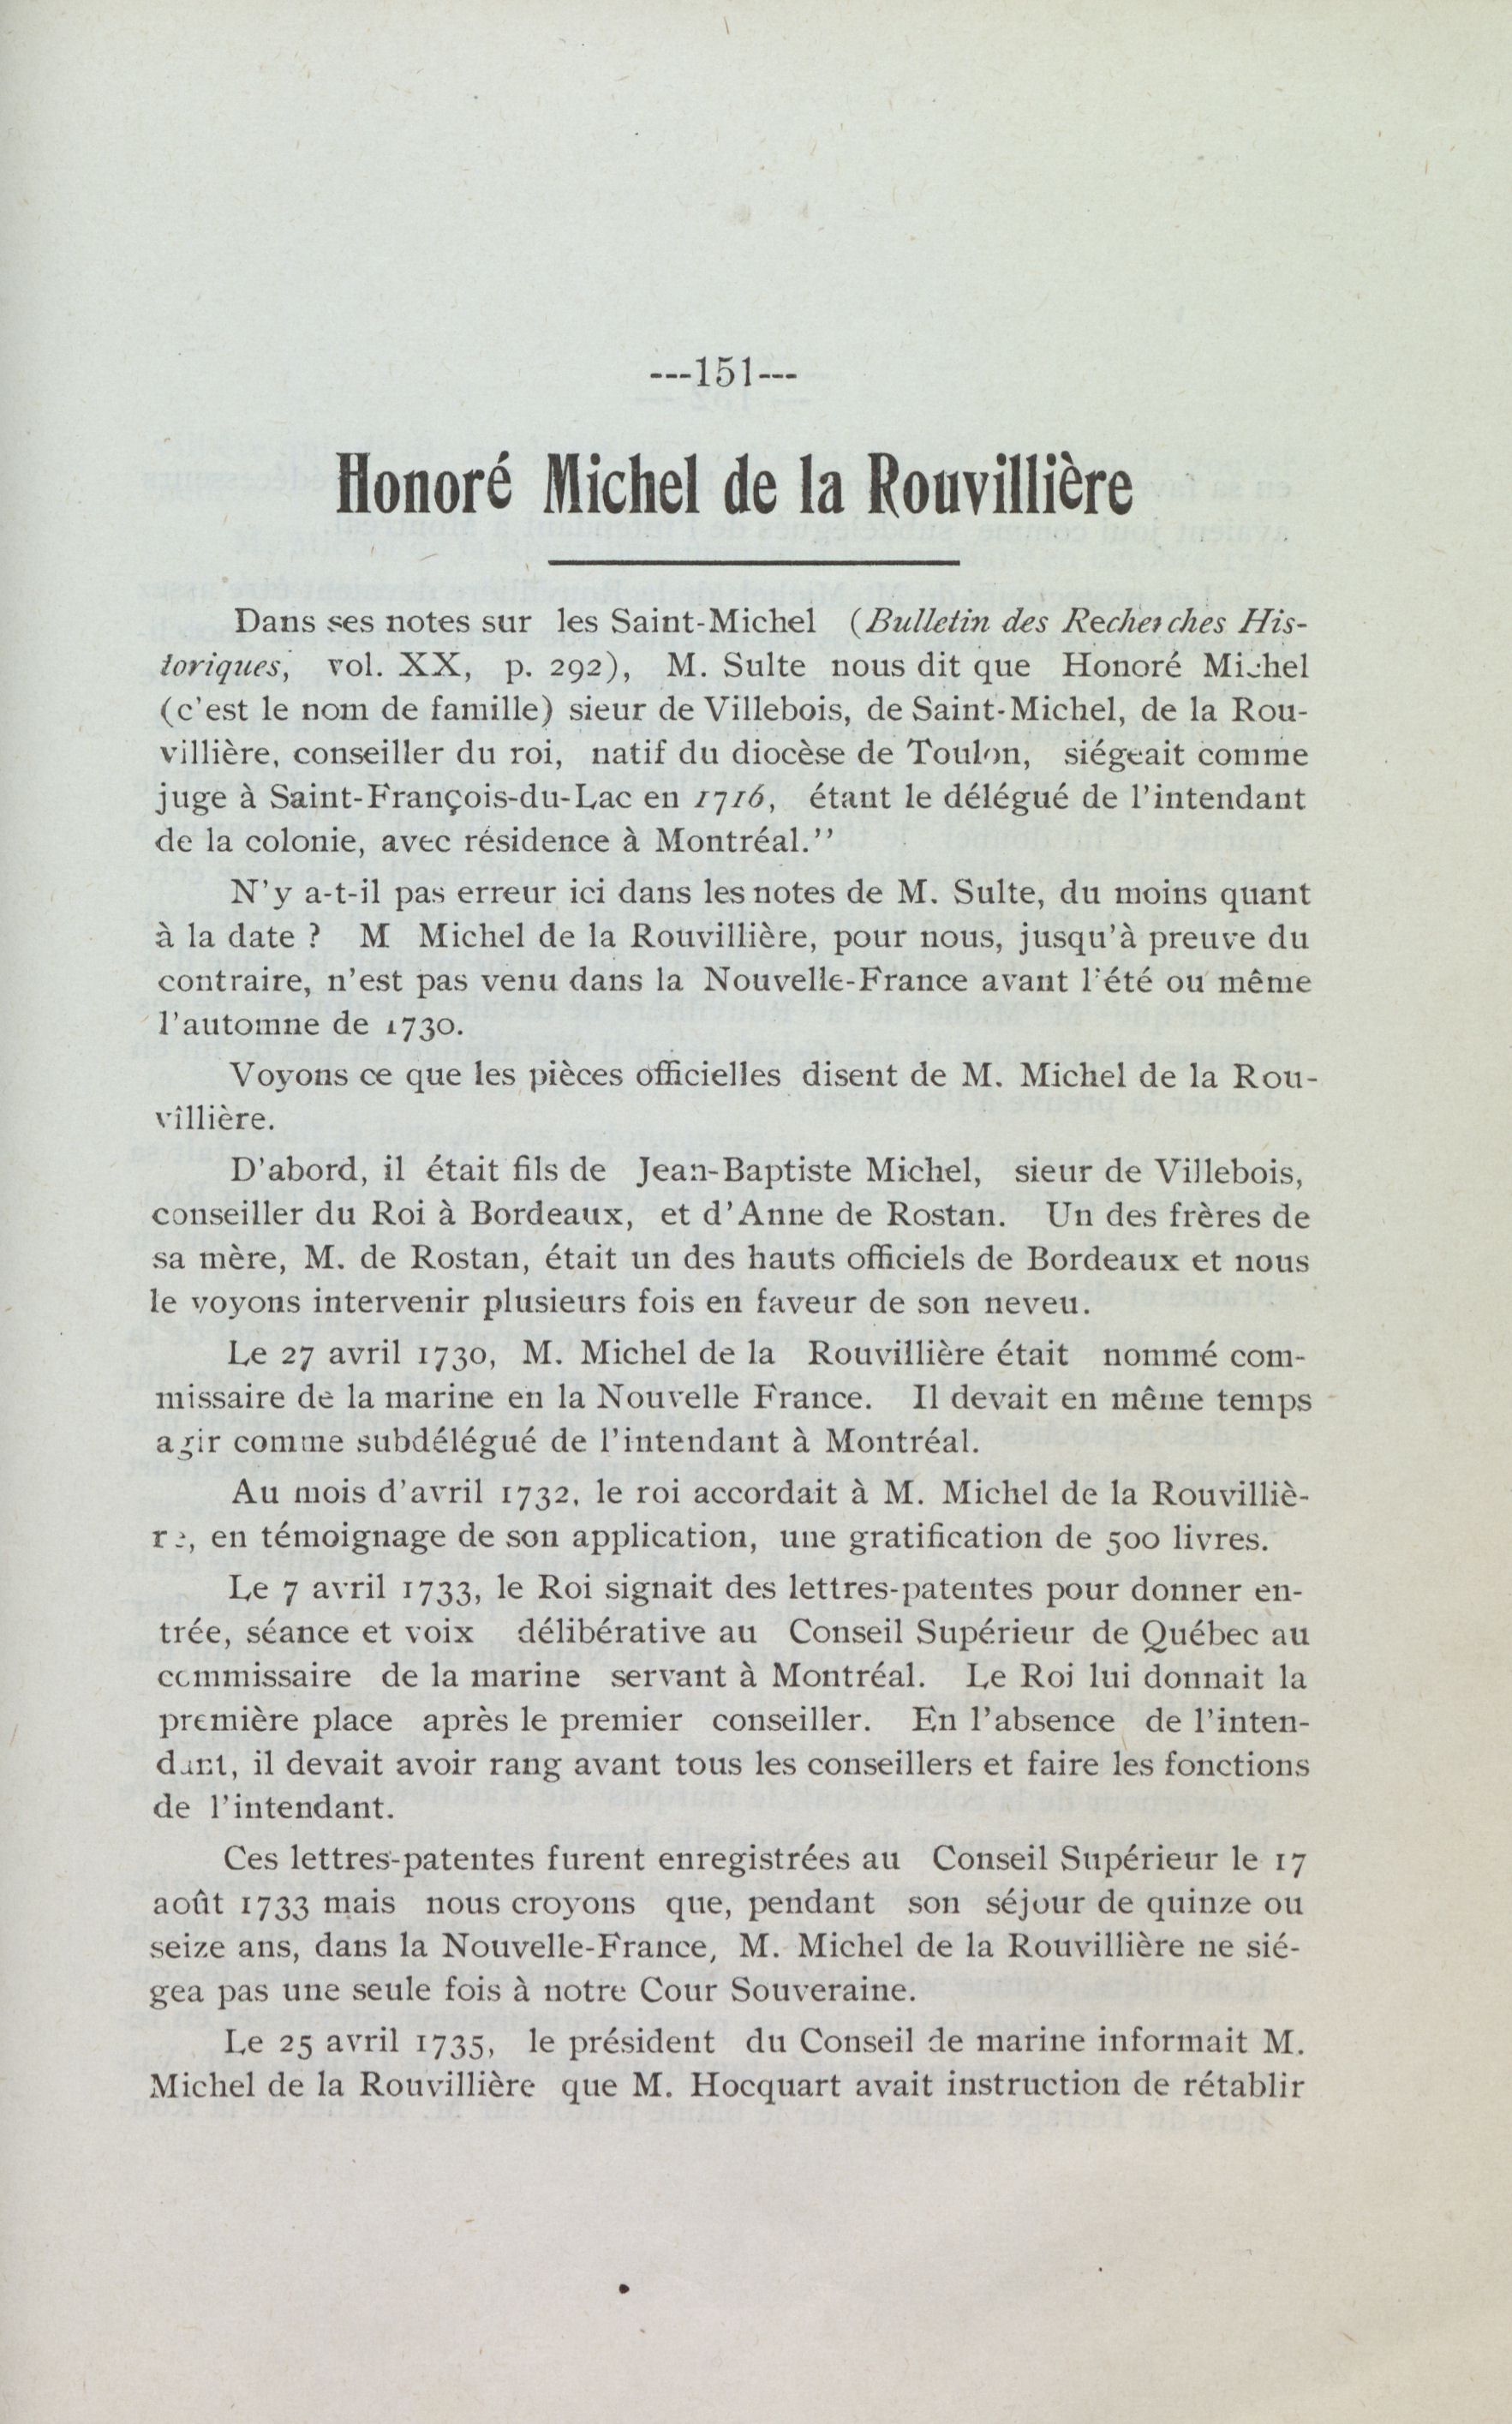 ---151---
Honoré Michel de la Rouvillière
Dans ses notes sur les Saint-Michel (Bulletin des Recherches His-
toriques, vol. XX, p. 292), M. Sulte nous dit que Honoré Michel
(c'est le nom de famille) sieur de Villebois, de Saint-Michel, de la Rou-
villière, conseiller du roi, natif du diocèse de Toulon, siégeait comme
juge à Saint-François-du-Lac en 1716, étant le délégué de l'intendant
de la colonie, avec résidence à Montréal.''
N'y a-t-il pas erreur ici dans les notes de M. Sulte, du moins quant
à la date ? M Michel de la Rouvillière, pour nous, jusqu'à preuve du
contraire, n'est pas venu dans la Nouvelle-France avant l'été ou même
l'automne de 1730.
Voyons ce que les pièces officielles disent de M. Michel de la Rou-
villière.
D'abord, il était fils de Jean-Baptiste Michel, sieur de Villebois,
conseiller du Roi à Bordeaux, et d'Anne de Rostan. Un des frères de
sa mère, M. de Rostan, était un des hauts officiels de Bordeaux et nous
le voyons intervenir plusieurs fois en faveur de son neveu.
Le 27 avril 1730, M. Michel de la Rouvillière était nommé com-
missaire de la marine en la Nouvelle France. Il devait en même temps
agir comme subdélégué de l'intendant à Montréal.
Au mois d'avril 1732, le roi accordait à M. Michel de la Rouvilliè-
re, en témoignage de son application, une gratification de 500 livres.
Le 7 avril 1733, le Roi signait des lettres-patentes pour donner en-
trée, séance et voix délibérative au Conseil Supérieur de Québec au
commissaire de la marine servant à Montréal. Le Roi lui donnait la
première place après le premier conseiller. En l'absence de l'inten-
dant, il devait avoir rang avant tous les conseillers et faire les fonctions
de l'intendant.
Ces lettres-patentes furent enregistrées au Conseil Supérieur le 17
août 1733 mais nous croyons que, pendant son séjour de quinze ou
seize ans, dans la Nouvelle-France, M. Michel de la Rouvillière ne sié-
gea pas une seule fois à notre Cour Souveraine.
Le 25 avril 1735, le président du Conseil de marine informait M.
Michel de la Rouvillière que M. Hocquart avait instruction de rétablir